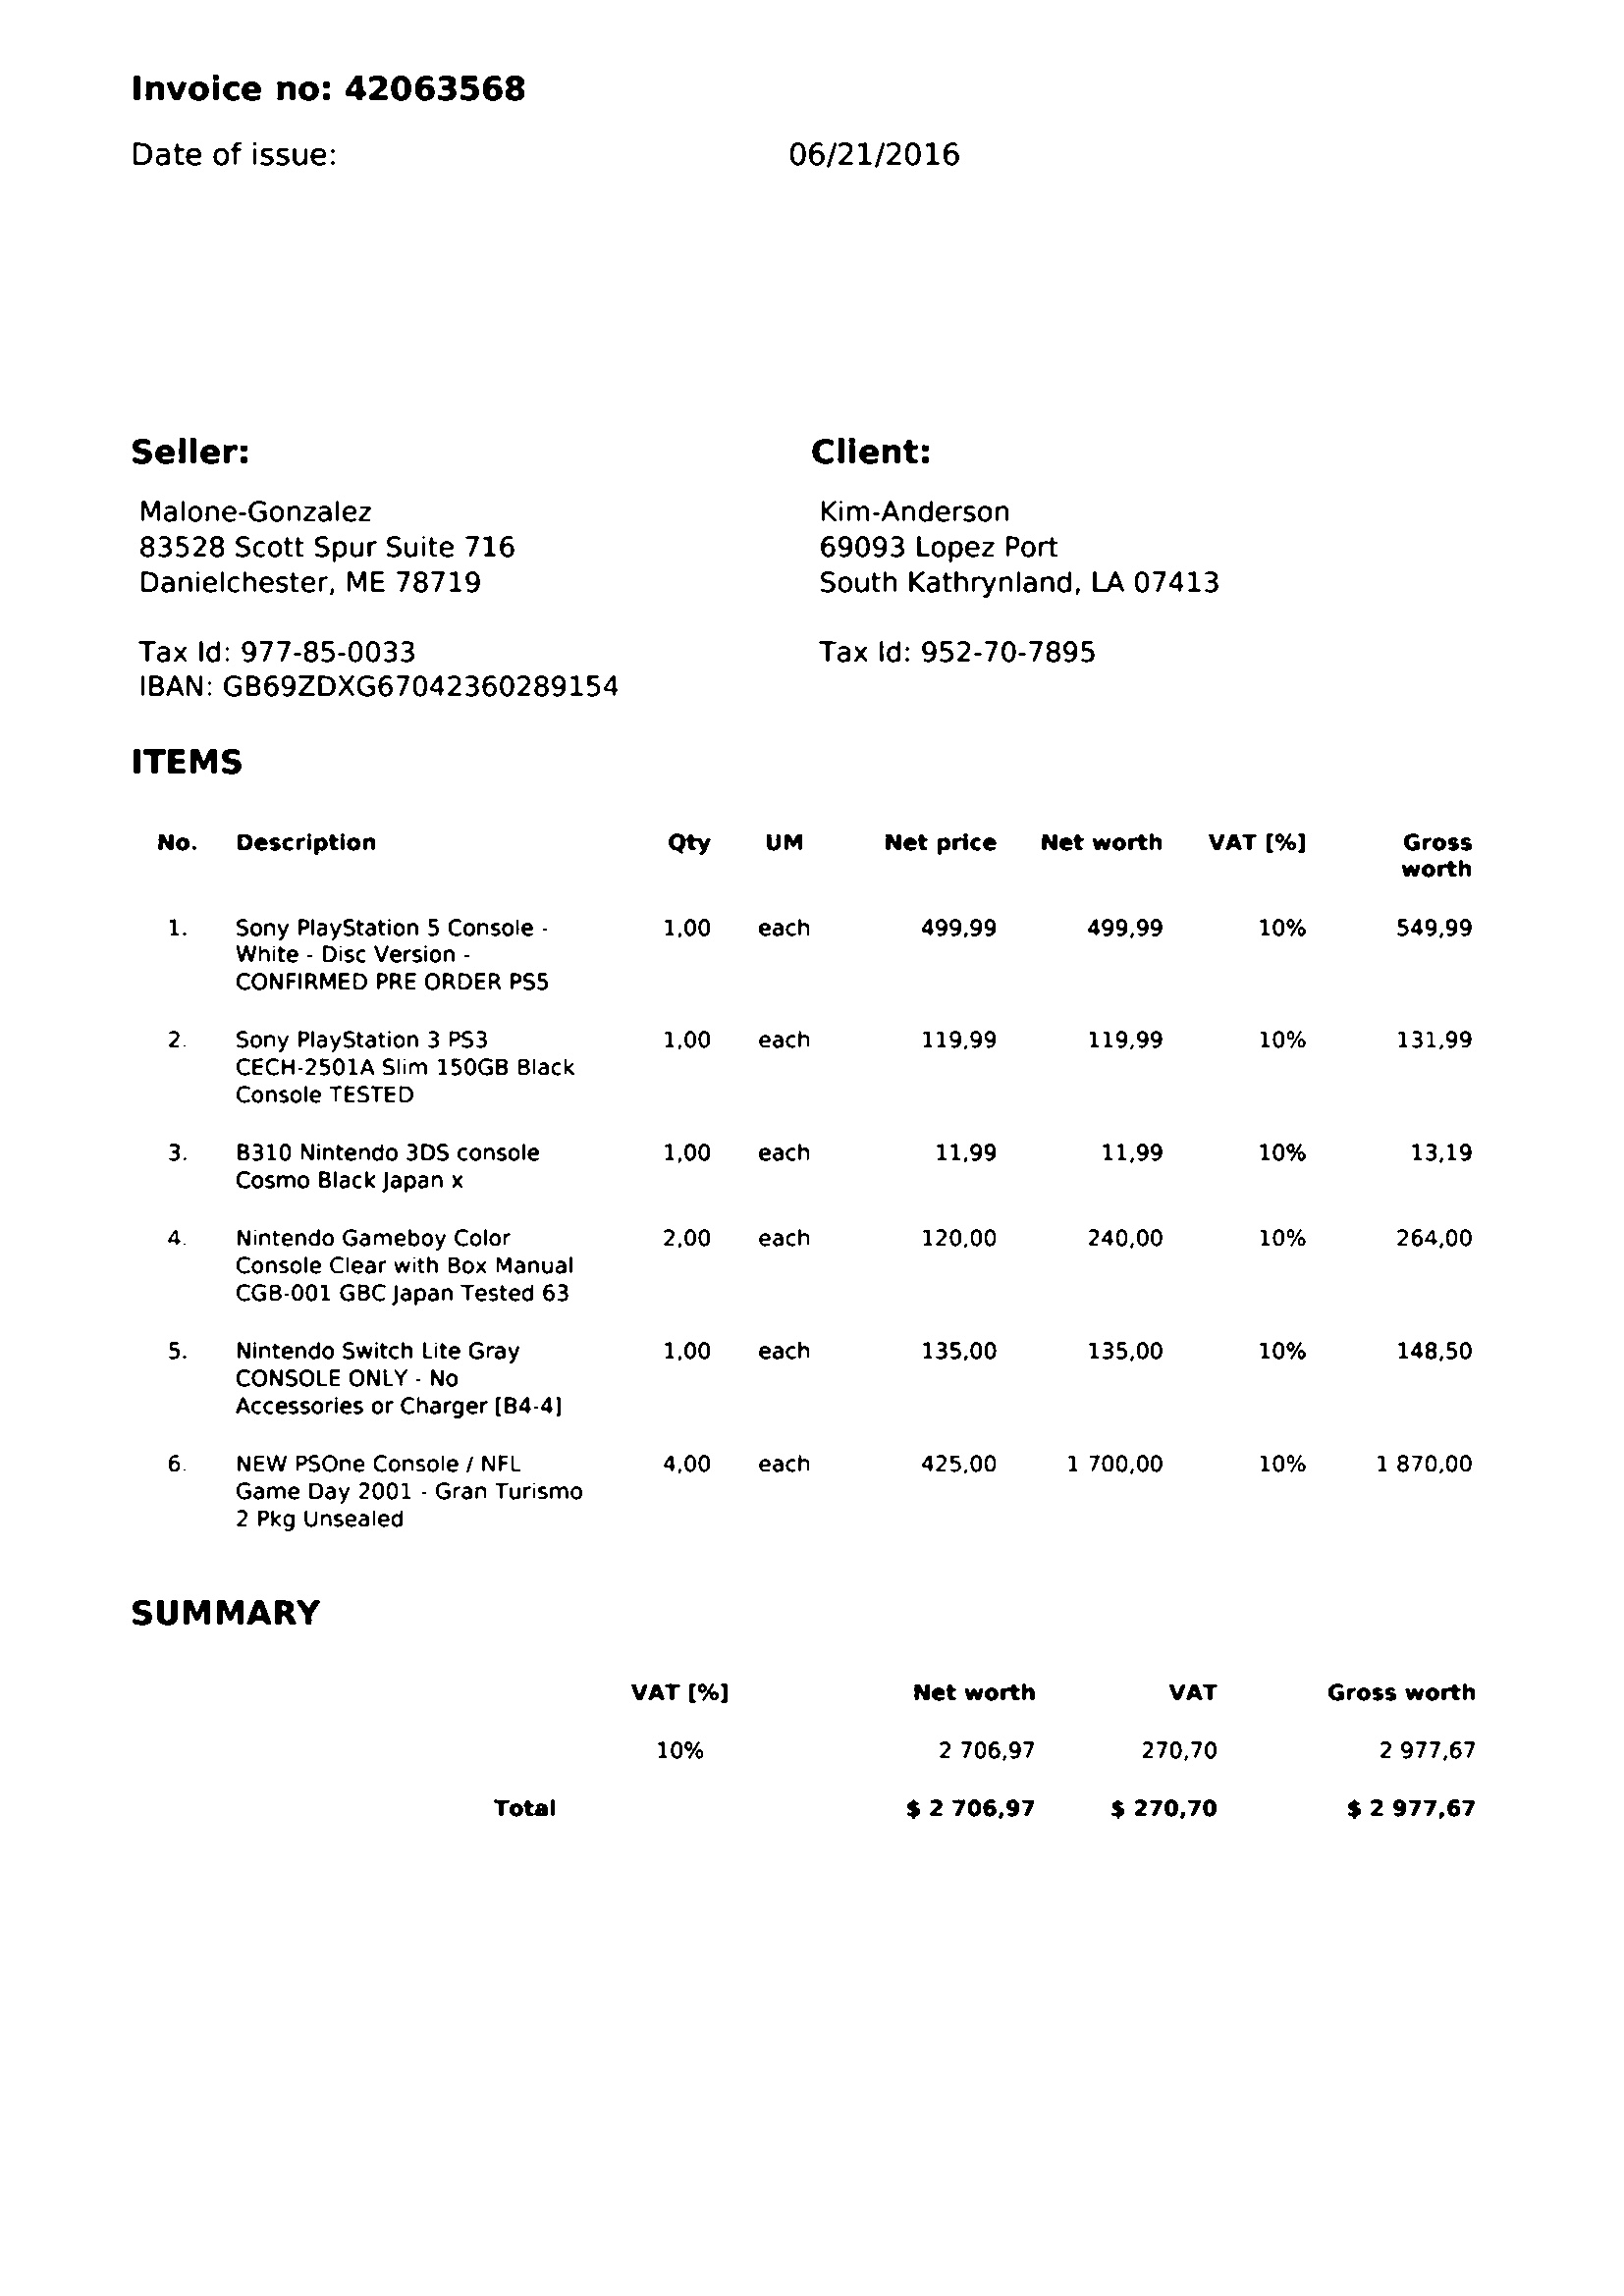 Invoice no: 42063568
Date of issue: 06/21/2016
Seller: Client:
Malone-Gonzalez Kim-Anderson
83528 Scott Spur Suite 716 69093 Lopez Port
Danielchester, ME 78719 South Kathrynland, LA 07413
Tax Id: 977-85-0033 Tax Id: 952-70-7895
IBAN: GB69ZDXG67042360289154
ITEMS
No. Description Qty UM Net price Net worth VAT [%] Gross
worth
1. Sony PlayStation 5 Console - 1,00 each 499,99 499,99 10% 549,99
White - Disc Version -
CONFIRMED PRE ORDER PS5
2. Sony PlayStation 3 PS3 1,00 each 119,99 119,99 10% 131,99
CECH-2501A Slim 150GB Black
Console TESTED
3. B310 Nintendo 3DS console 1,00 each 11,99 11,99 10% 13,19
Cosmo Black Japan x
4. Nintendo Gameboy Color 2,00 each 120,00 240,00 10% 264,00
Console Clear with Box Manual
CGB-001 GBC Japan Tested 63
5. Nintendo Switch Lite Gray 1,00 each 135,00 135,00 10% 148,50
CONSOLE ONLY - No
Accessories or Charger [B4-4]
6. NEW PSOne Console / NFL 4,00 each 425,00 1 700,00 10% 1 870,00
Game Day 2001 - Gran Turismo
2 Pkg Unsealed
SUMMARY
VAT [%] Net worth VAT Gross worth
10% 2 706,97 270,70 2 977,67
Total $ 2 706,97 $ 270,70 $ 2 977,67